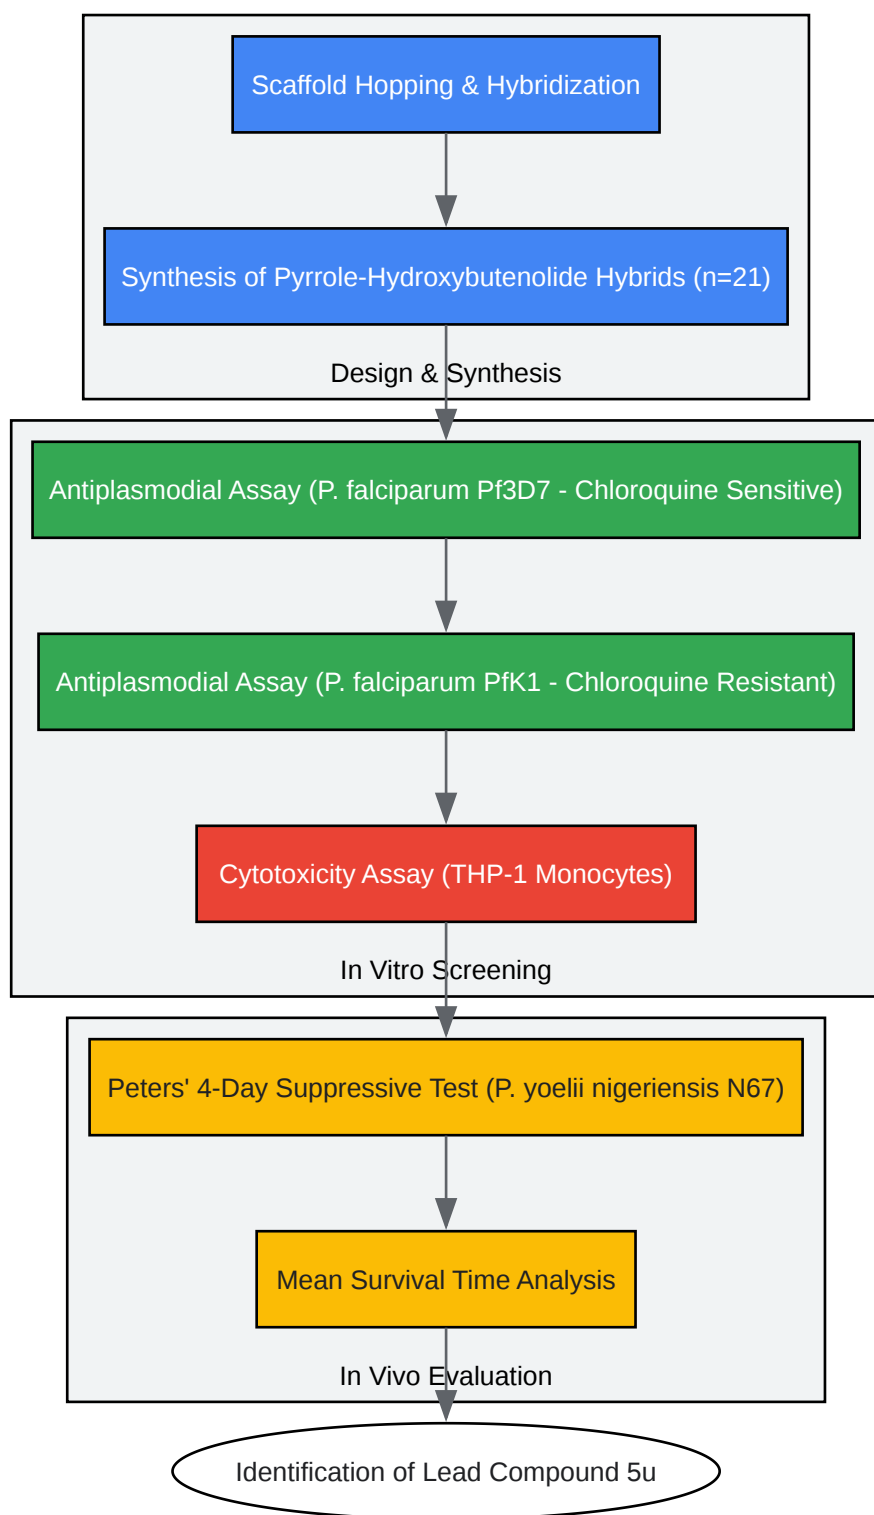 Scaffold Hopping & Hybridization
Synthesis of Pyrrole-Hydroxybutenolide Hybrids (n=21)
Design & Synthesis
Antiplasmodial Assay (P. falciparum Pf3D7 - Chloroquine Sensitive)
Antiplasmodial Assay (P. falciparum PfK1 - Chloroquine Resistant)
Cytotoxicity Assay (THP-1 Monocytes)
In Vitro Screening
Peters' 4-Day Suppressive Test (P. yoelii nigeriensis N67)
Mean Survival Time Analysis
In Vivo Evaluation
Identification of Lead Compound 5u